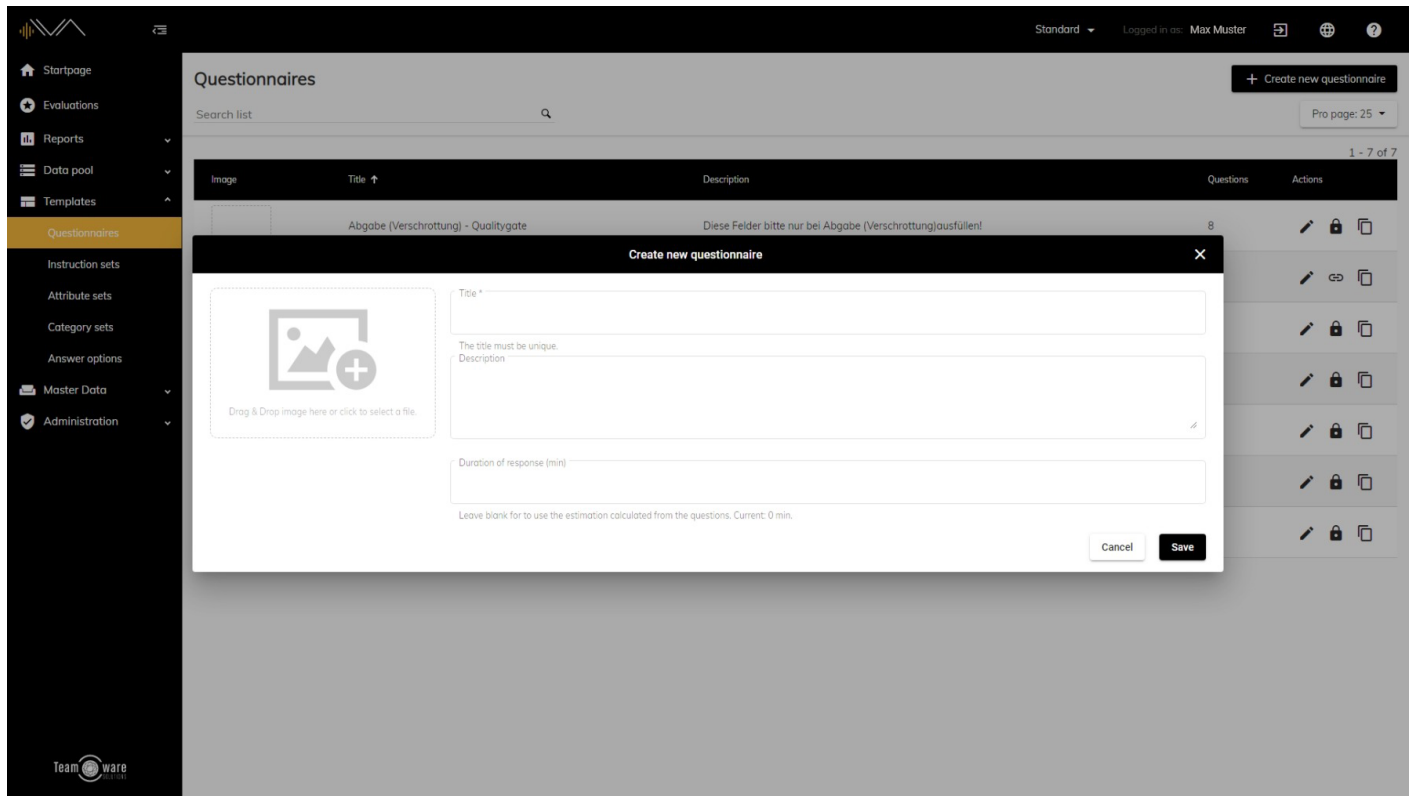 Standard Logged in as: Max Muster
Startpage
Evaluations
Reports
Data pool
Templates
Questionnaires
Instruction sets
Attribute sets
Category sets
Answer options
Master Data
Administration
Team ware
SOLUTIONS
Questionnaires
+ Create new questionnaire
Search list
Pro page: 25
1 - 7 of 7
Image Title Description Questions Actions
Abgabe (Verschrottung) - Qualitygate Diese Felder bitte nur bei Abgabe (Verschrottung)ausfüllen! 8
Create new questionnaire
Drag & Drop image here or click to select a file.
Title *
The title must be unique.
Description
Duration of response (min)
Leave blank for to use the estimation calculated from the questions. Current: 0 min.
Cancel Save